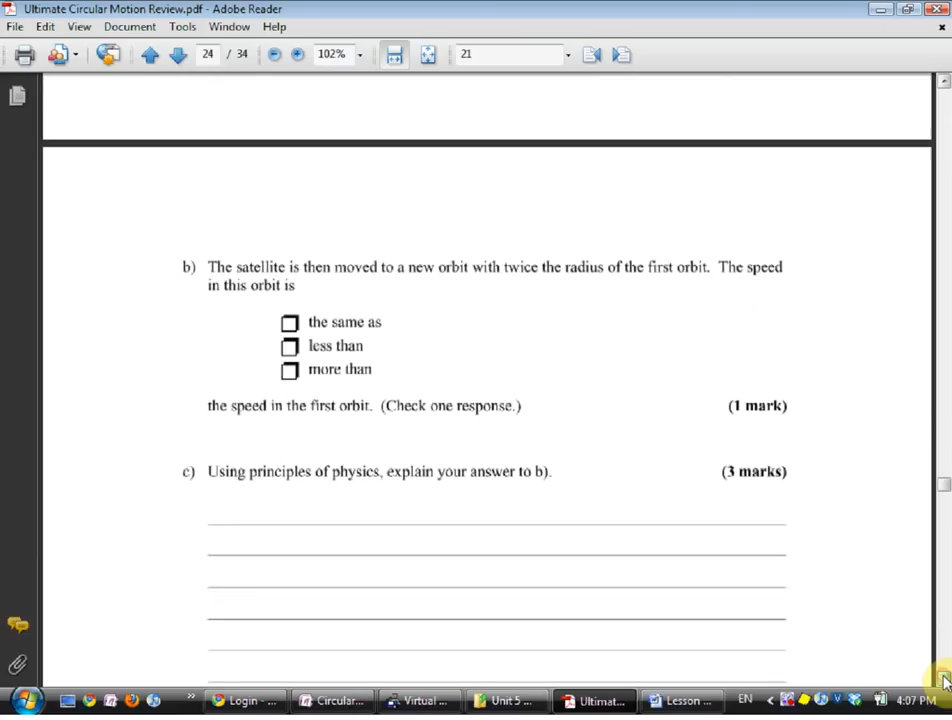 Ultimate Circular Motion Review.pdf - Adobe Reader
File Edit View Document Tools Window Help
24 / 34 102% 21
b) The satellite is then moved to a new orbit with twice the radius of the first orbit. The speed
in this orbit is
the same as
less than
more than
the speed in the first orbit. (Check one response.) (1 mark)
c) Using principles of physics, explain your answer to b). (3 marks)
Login - ... Circular... Virtual ... Unit 5 ... Ultimat... Lesson ... EN 4:07 PM